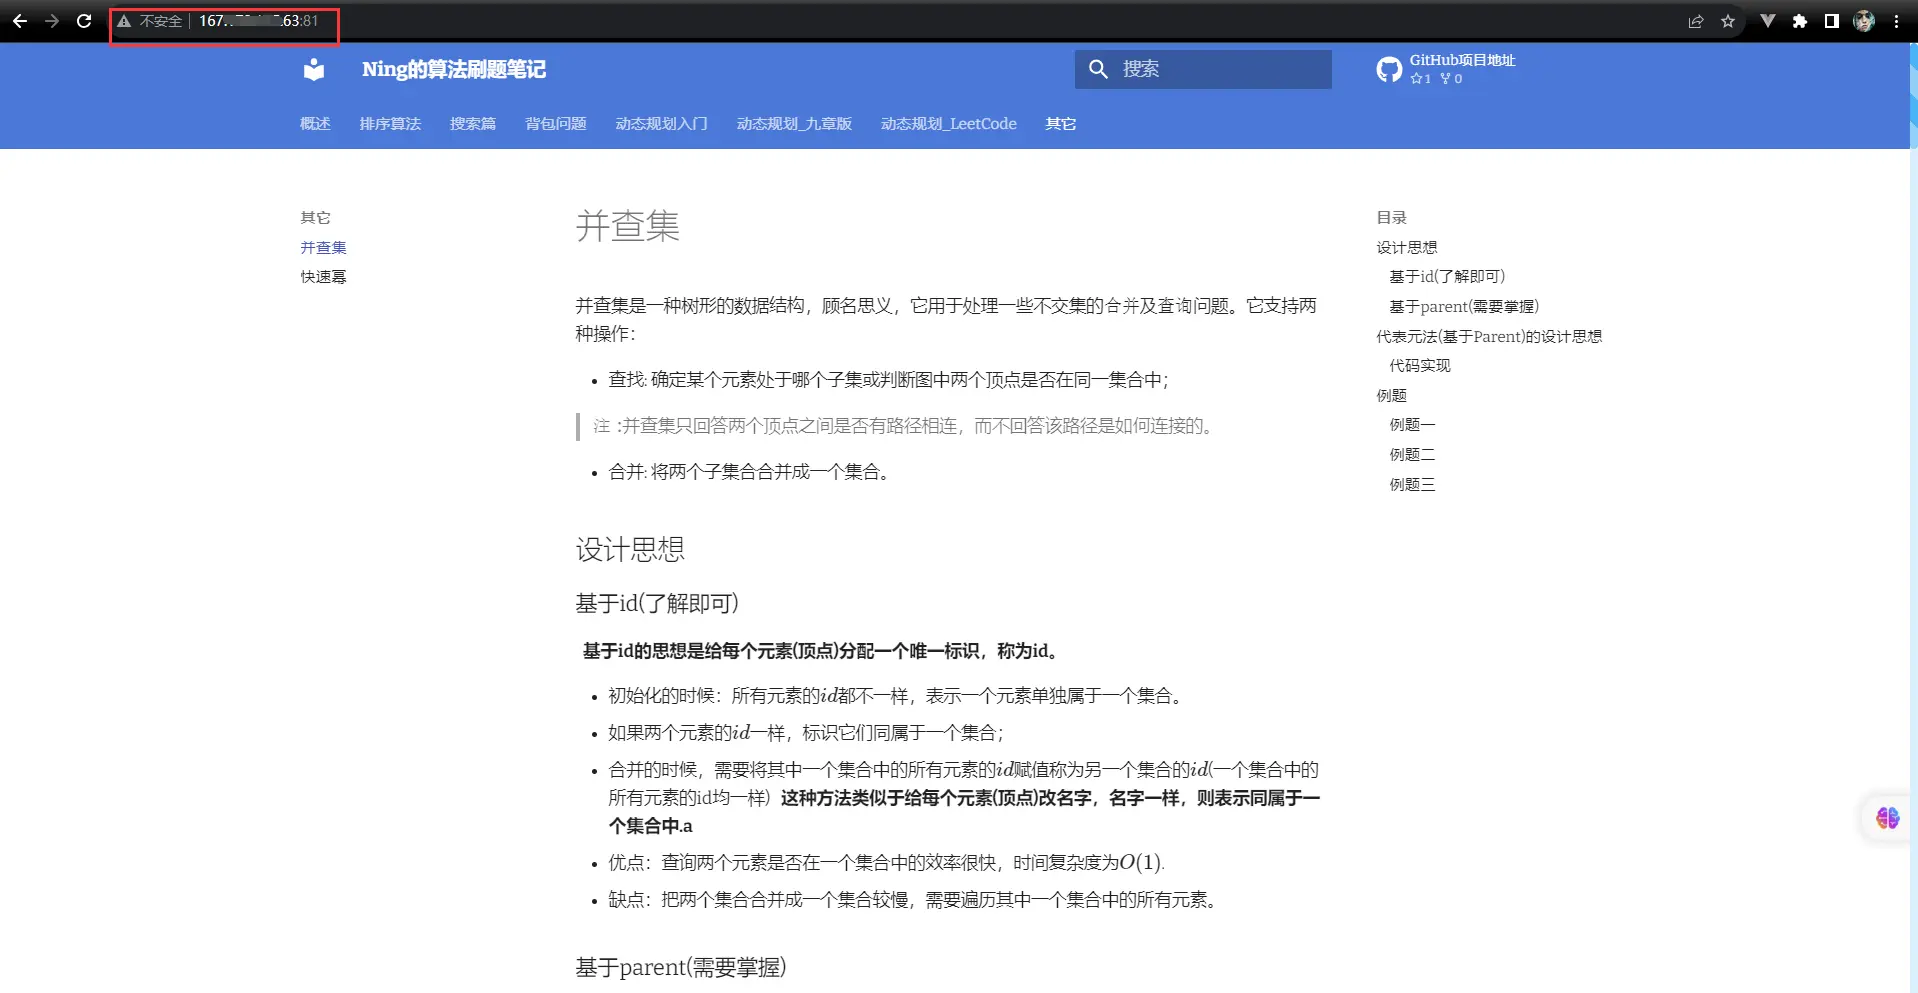 不安全
167. .63:81
Ning的算法刷题笔记
搜索
GitHub项目地址
1 0
概述 排序算法 搜索篇 背包问题 动态规划入门 动态规划_九章版 动态规划_LeetCode 其它
其它
并查集
快速幂
并查集
并查集是一种树形的数据结构，顾名思义，它用于处理一些不交集的合并及查询问题。它支持两
种操作：
• 查找: 确定某个元素处于哪个子集或判断图中两个顶点是否在同一集合中；
注 :并查集只回答两个顶点之间是否有路径相连，而不回答该路径是如何连接的。
• 合并: 将两个子集合合并成一个集合。
设计思想
基于id(了解即可)
基于id的思想是给每个元素(顶点)分配一个唯一标识，称为id。
• 初始化的时候：所有元素的id都不一样，表示一个元素单独属于一个集合。
• 如果两个元素的id一样，标识它们同属于一个集合；
• 合并的时候，需要将其中一个集合中的所有元素的id赋值称为另一个集合的id(一个集合中的
所有元素的id均一样) 这种方法类似于给每个元素(顶点)改名字，名字一样，则表示同属于一
个集合中.a
• 优点：查询两个元素是否在一个集合中的效率很快，时间复杂度为O(1).
• 缺点：把两个集合合并成一个集合较慢，需要遍历其中一个集合中的所有元素。
基于parent(需要掌握)
目录
设计思想
基于id(了解即可)
基于parent(需要掌握)
代表元法(基于Parent)的设计思想
代码实现
例题
例题一
例题二
例题三